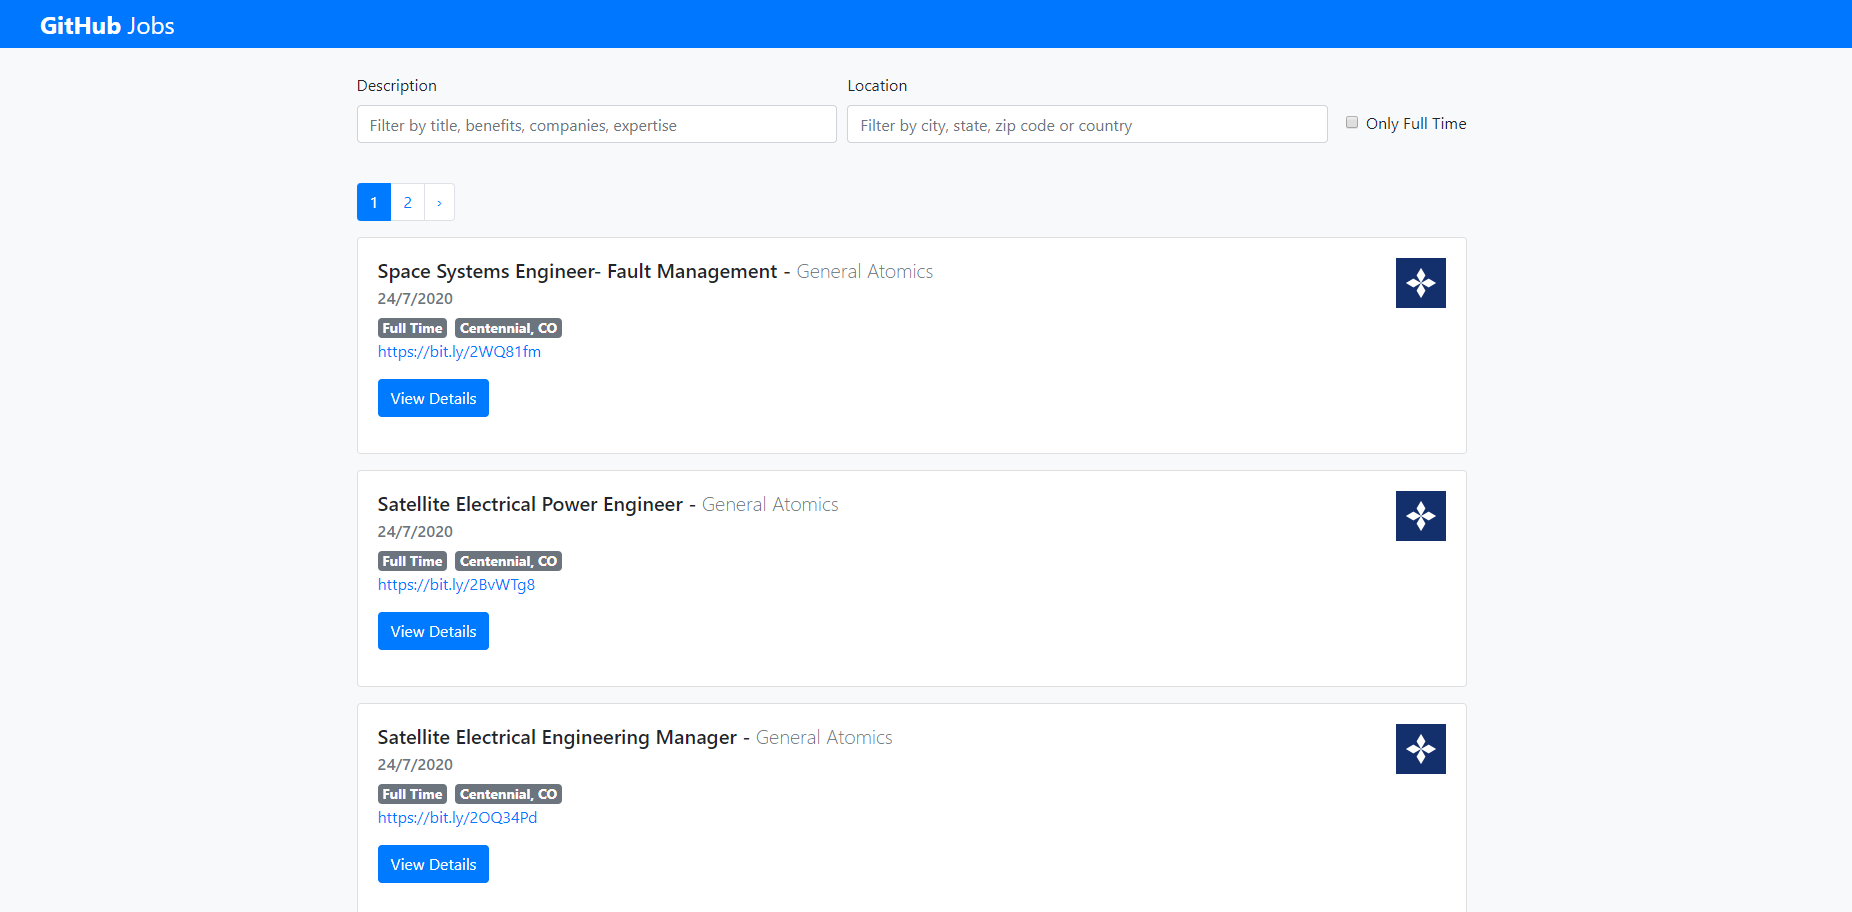 GitHub Jobs
Description
Location
Filter by title, benefits, companies, expertise
Filter by city, state, zip code or country
Only Full Time
1 2 ›
Space Systems Engineer- Fault Management - General Atomics
24/7/2020
Full Time Centennial, CO
https://bit.ly/2WQ81fm
View Details
Satellite Electrical Power Engineer - General Atomics
24/7/2020
Full Time Centennial, CO
https://bit.ly/2BvWTg8
View Details
Satellite Electrical Engineering Manager - General Atomics
24/7/2020
Full Time Centennial, CO
https://bit.ly/2OQ34Pd
View Details